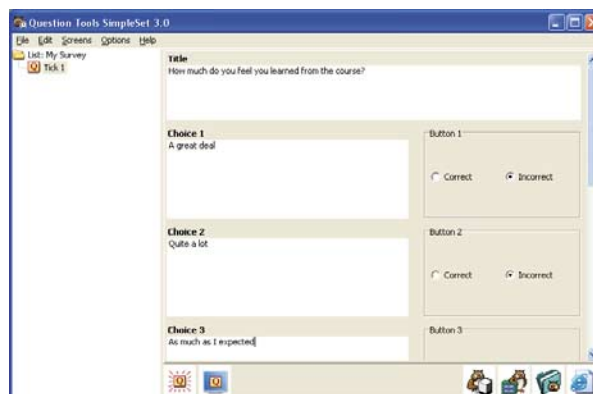 Question Tools SimpleSet 3.0
File Edit Screens Options Help
List: My Survey
Tick 1
Title
How much do you feel you learned from the course?
Choice 1
A great deal
Button 1
Correct Incorrect
Choice 2
Quite a lot
Button 2
Correct Incorrect
Choice 3
As much as I expected
Button 3